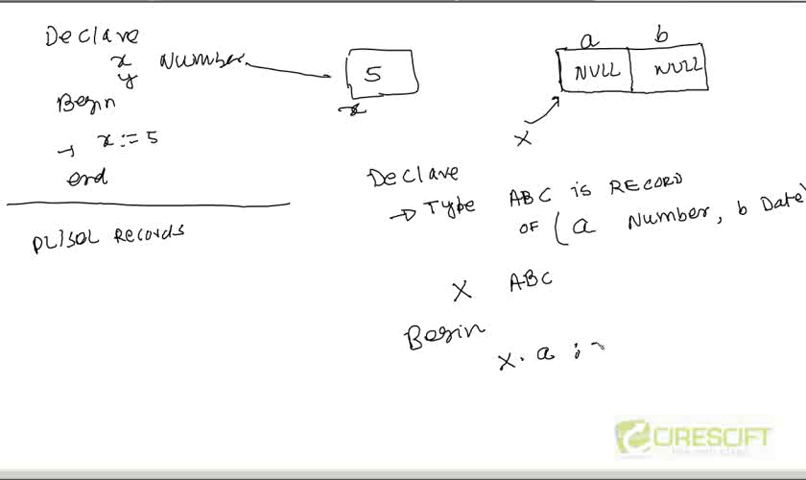 Declare
x Number
y
Begin
→ x := 5
end
5
x
PL/SQL Records
a b
NULL NULL
X
Declare
→ Type ABC is RECORD
OF (a Number, b Date)
X ABC
Begin
X.a :
CIRESCIFT